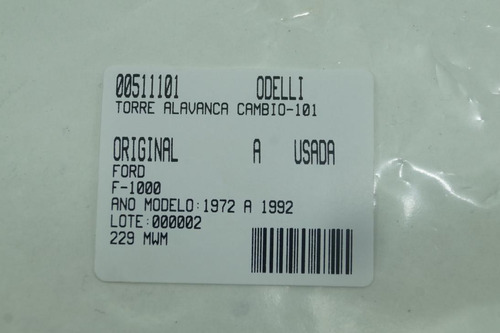 00511101 ODELLI
TORRE ALAVANCA CAMBIO-101
ORIGINAL A USADA
FORD
F-1000
ANO MODELO:1972 A 1992
LOTE:000002
229 MWM